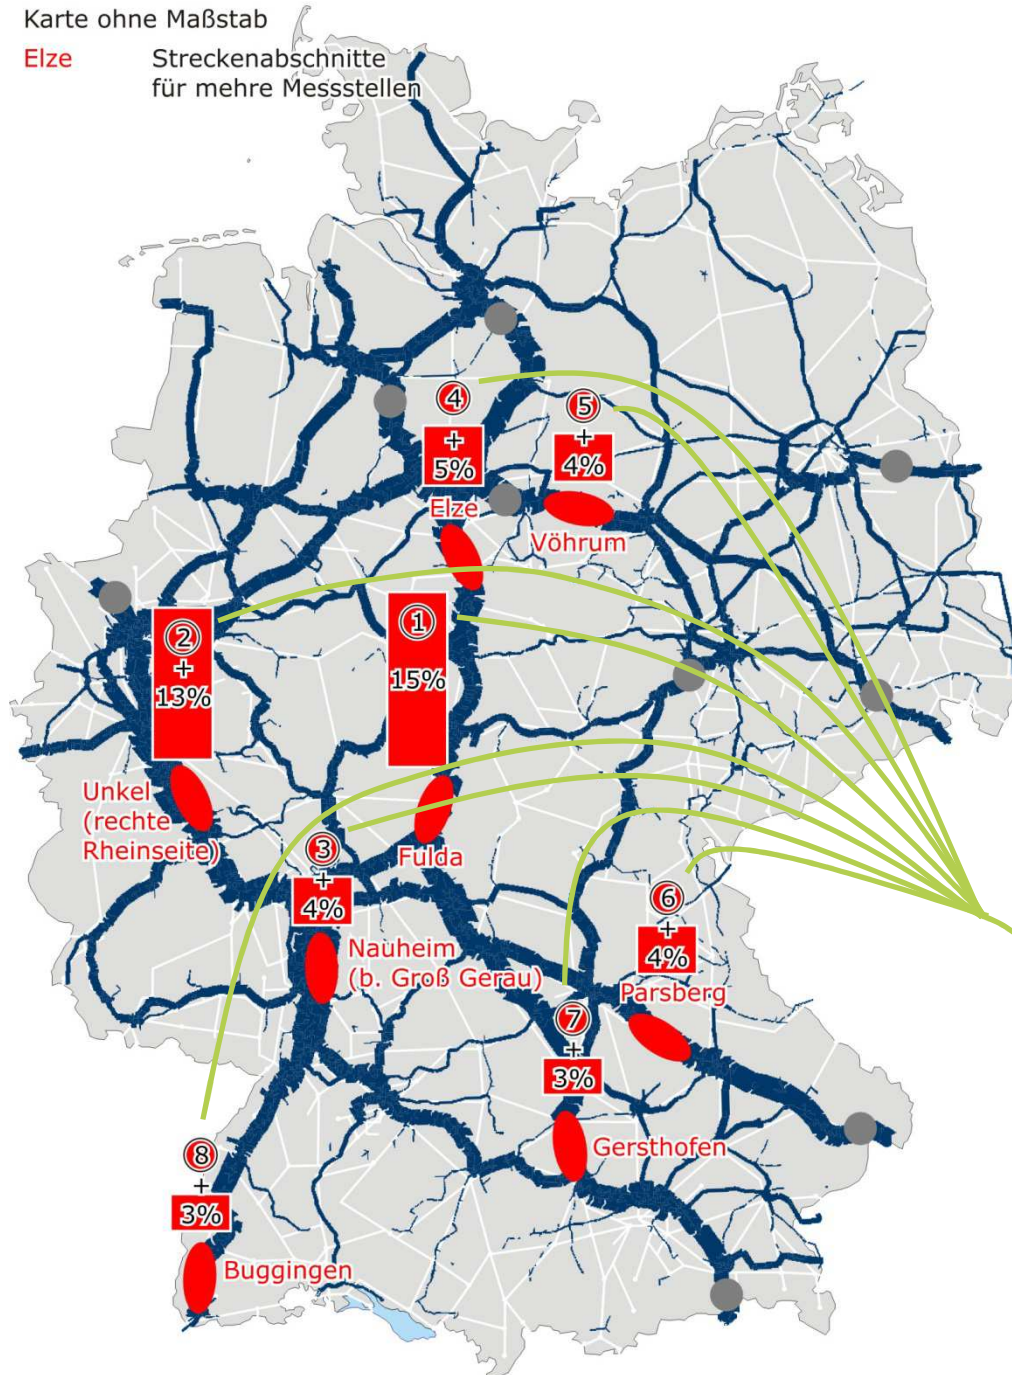 Karte ohne Maßstab
Elze
Streckenabschnitte
für mehre Messstellen
4
+
5%
Elze
5
+
4%
Vöhrum
2
+
13%
1
15%
Unkel
(rechte
Rheinseite)
Fulda
3
+
4%
Nauheim
(b. Groß Gerau)
6
+
4%
Parsberg
7
+
3%
Gersthofen
8
+
3%
Buggingen